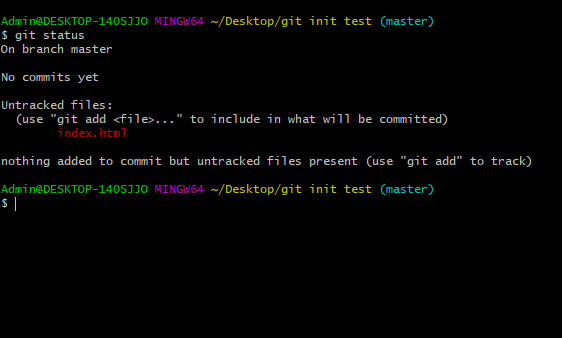 Admin@DESKTOP-14OSJJO MINGW64 ~/Desktop/git init test (master)
$ git status
On branch master
No commits yet
Untracked files:
(use "git add <file>..." to include in what will be committed)
index.html
nothing added to commit but untracked files present (use "git add" to track)
Admin@DESKTOP-14OSJJO MINGW64 ~/Desktop/git init test (master)
$